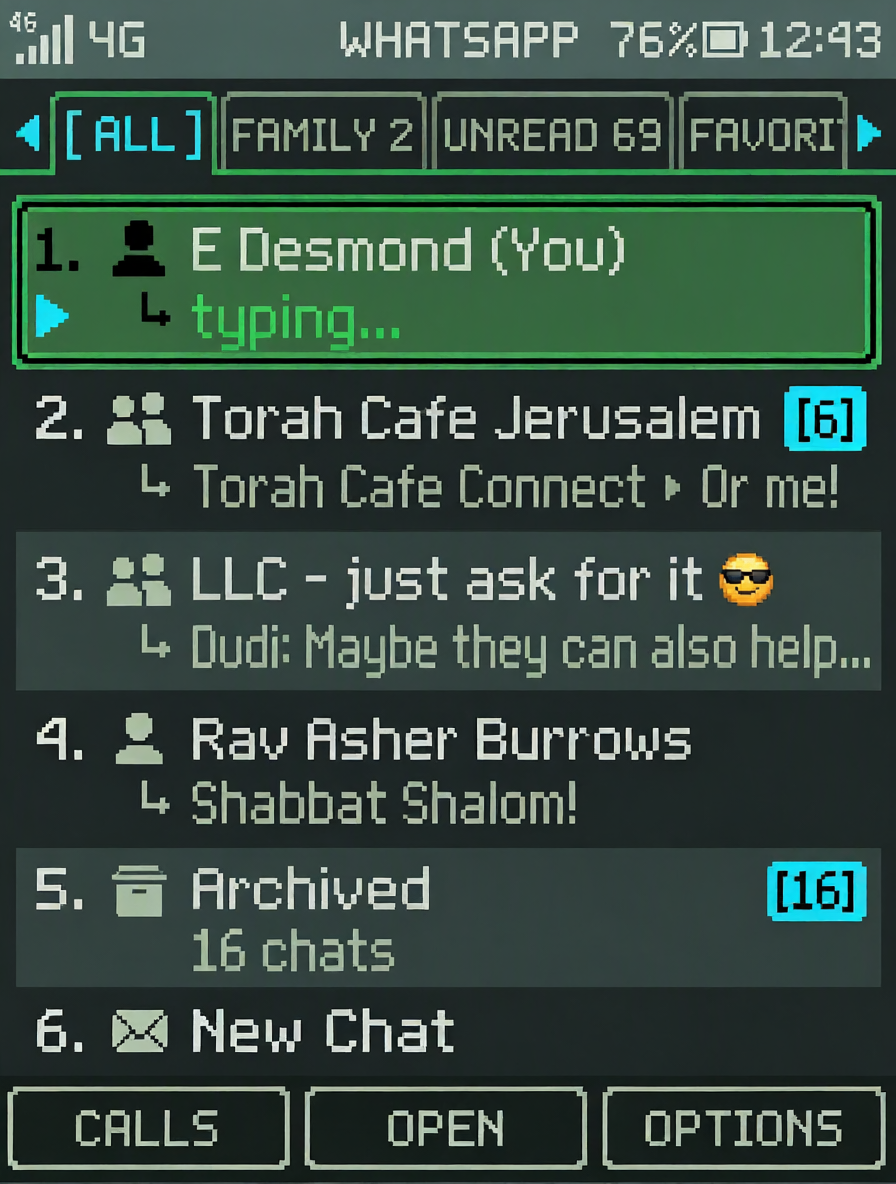 46
4G WHATSAPP 76% 12:43
[ALL] FAMILY 2 UNREAD 69 FAVORI
1. E Desmond (You)
typing...
2. Torah Cafe Jerusalem [6]
Torah Cafe Connect ▸ Or me!
3. LLC - just ask for it 😎
Dudi: Maybe they can also help...
4. Rav Asher Burrows
Shabbat Shalom!
5. Archived [16]
16 chats
6. New Chat
CALLS OPEN OPTIONS